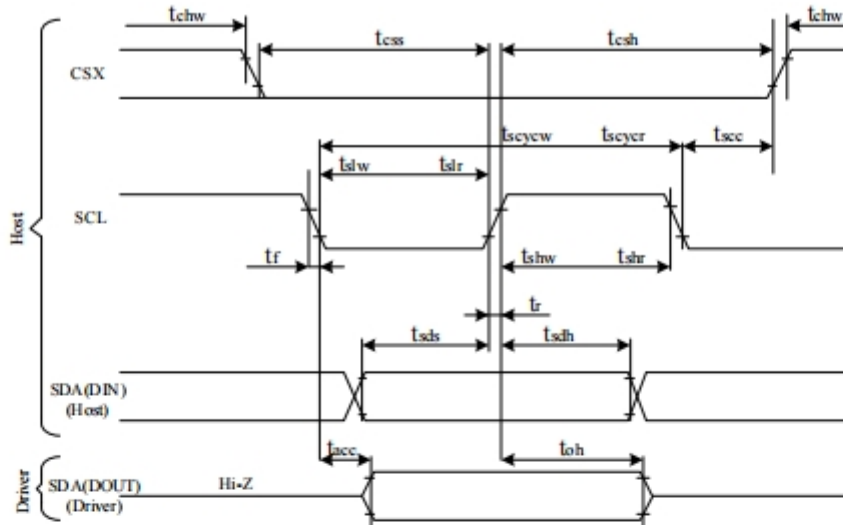 tchw
tchw
tcss
tcsh
CSX
tscycw
tscycr
tscc
tslw
tslr
SCL
Host
tf
tshw
tshr
tr
tsds
tsdh
SDA(DIN)
(Host)
tacc
toh
Driver
SDA(DOUT)
(Driver)
Hi-Z